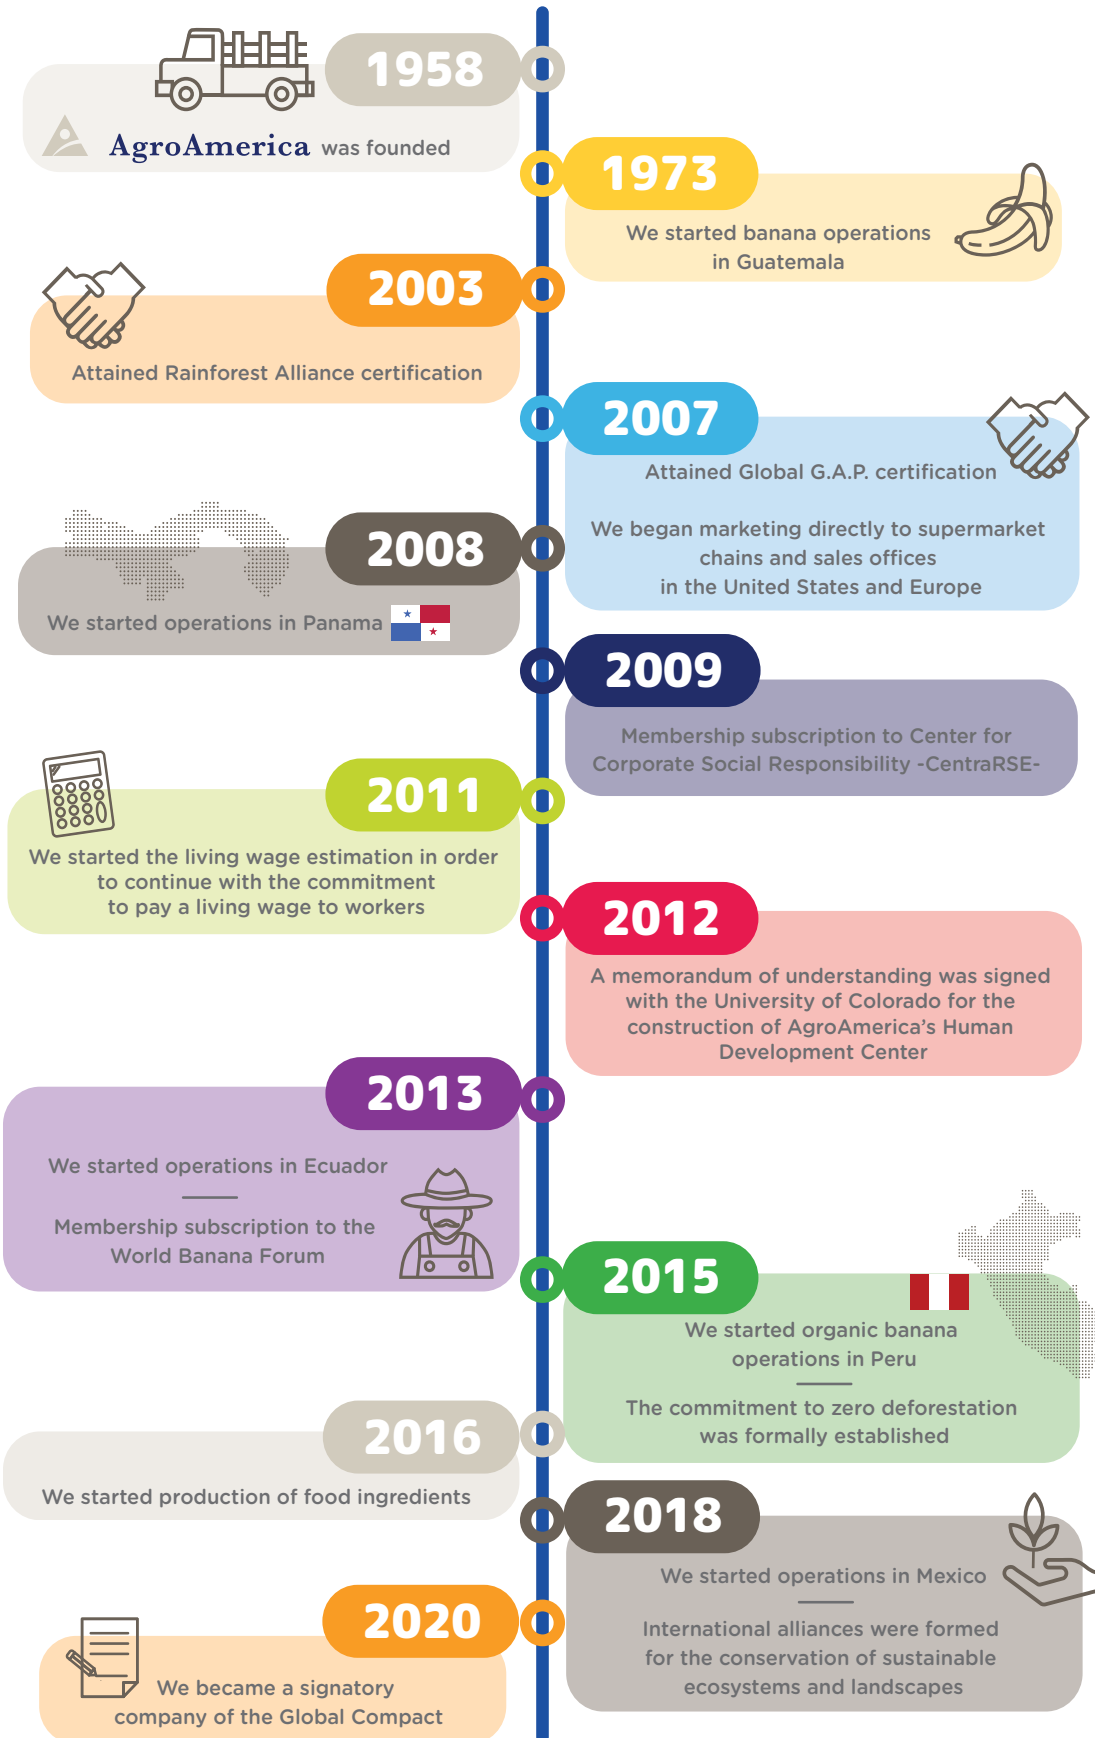 1958
AgroAmerica was founded
1973
We started banana operations
in Guatemala
2003
Attained Rainforest Alliance certification
2007
Attained Global G.A.P. certification
We began marketing directly to supermarket
chains and sales offices
in the United States and Europe
2008
We started operations in Panama
2009
Membership subscription to Center for
Corporate Social Responsibility -CentraRSE-
2011
We started the living wage estimation in order
to continue with the commitment
to pay a living wage to workers
2012
A memorandum of understanding was signed
with the University of Colorado for the
construction of AgroAmerica’s Human
Development Center
2013
We started operations in Ecuador
Membership subscription to the
World Banana Forum
2015
We started organic banana
operations in Peru
The commitment to zero deforestation
was formally established
2016
We started production of food ingredients
2018
We started operations in Mexico
International alliances were formed
for the conservation of sustainable
ecosystems and landscapes
2020
We became a signatory
company of the Global Compact